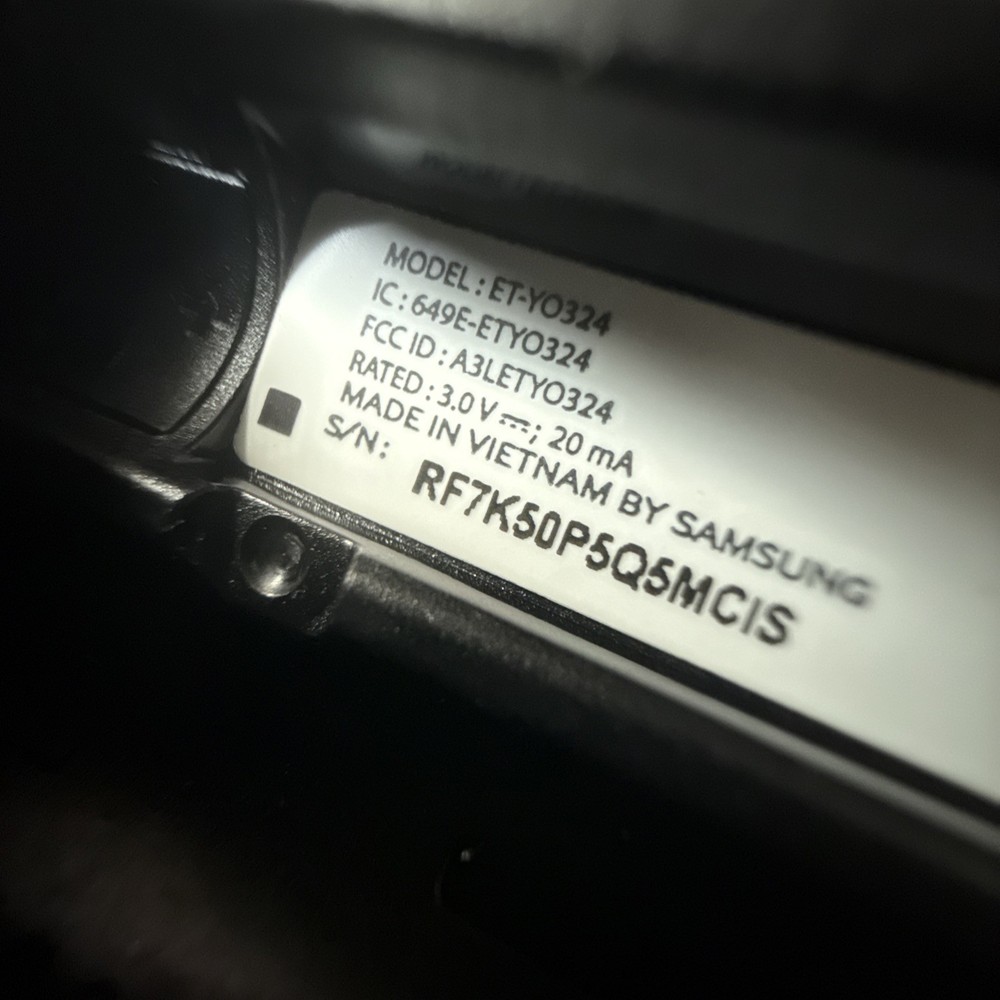 MODEL : ET-YO324
IC : 649E-ETYO324
FCC ID : A3LETYO324
RATED : 3.0 V ⎓ ; 20 mA
MADE IN VIETNAM BY SAMSUNG
S/N : RF7K50P5Q5MCIS